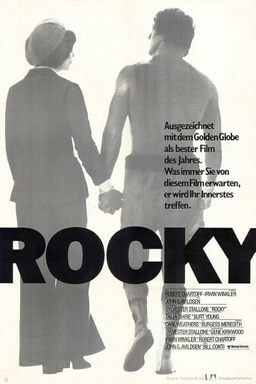 Ausgezeichnet
mit dem Golden Globe
als bester Film
des Jahres.
Was immer Sie von
diesem Film erwarten,
er wird Ihr Innerstes
treffen.
ROCKY
ROBERT CHARTOFF-IRWIN WINKLER
JOHN G. AVILDSEN
SYLVESTER STALLONE "ROCKY"
TALIA SHIRE BURT YOUNG
CARL WEATHERS BURGESS MEREDITH
SYLVESTER STALLONE GENE KIRKWOOD
IRWIN WINKLER ROBERT CHARTOFF
JOHN G. AVILDSEN BILL CONTI United Artists